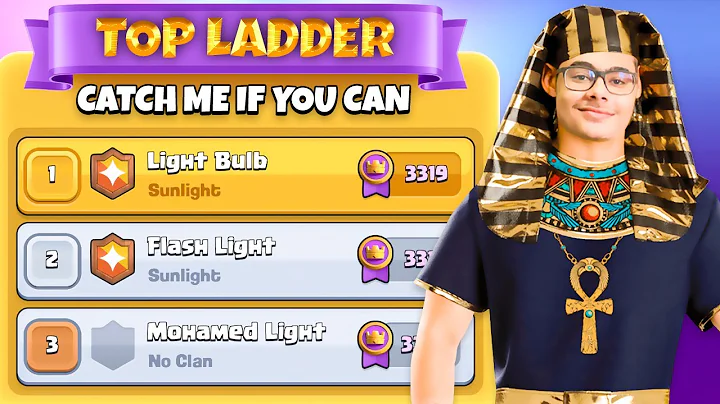 TOP LADDER
CATCH ME IF YOU CAN
1 Light Bulb 3319
Sunlight
2 Flash Light
Sunlight
3 Mohamed Light
No Clan